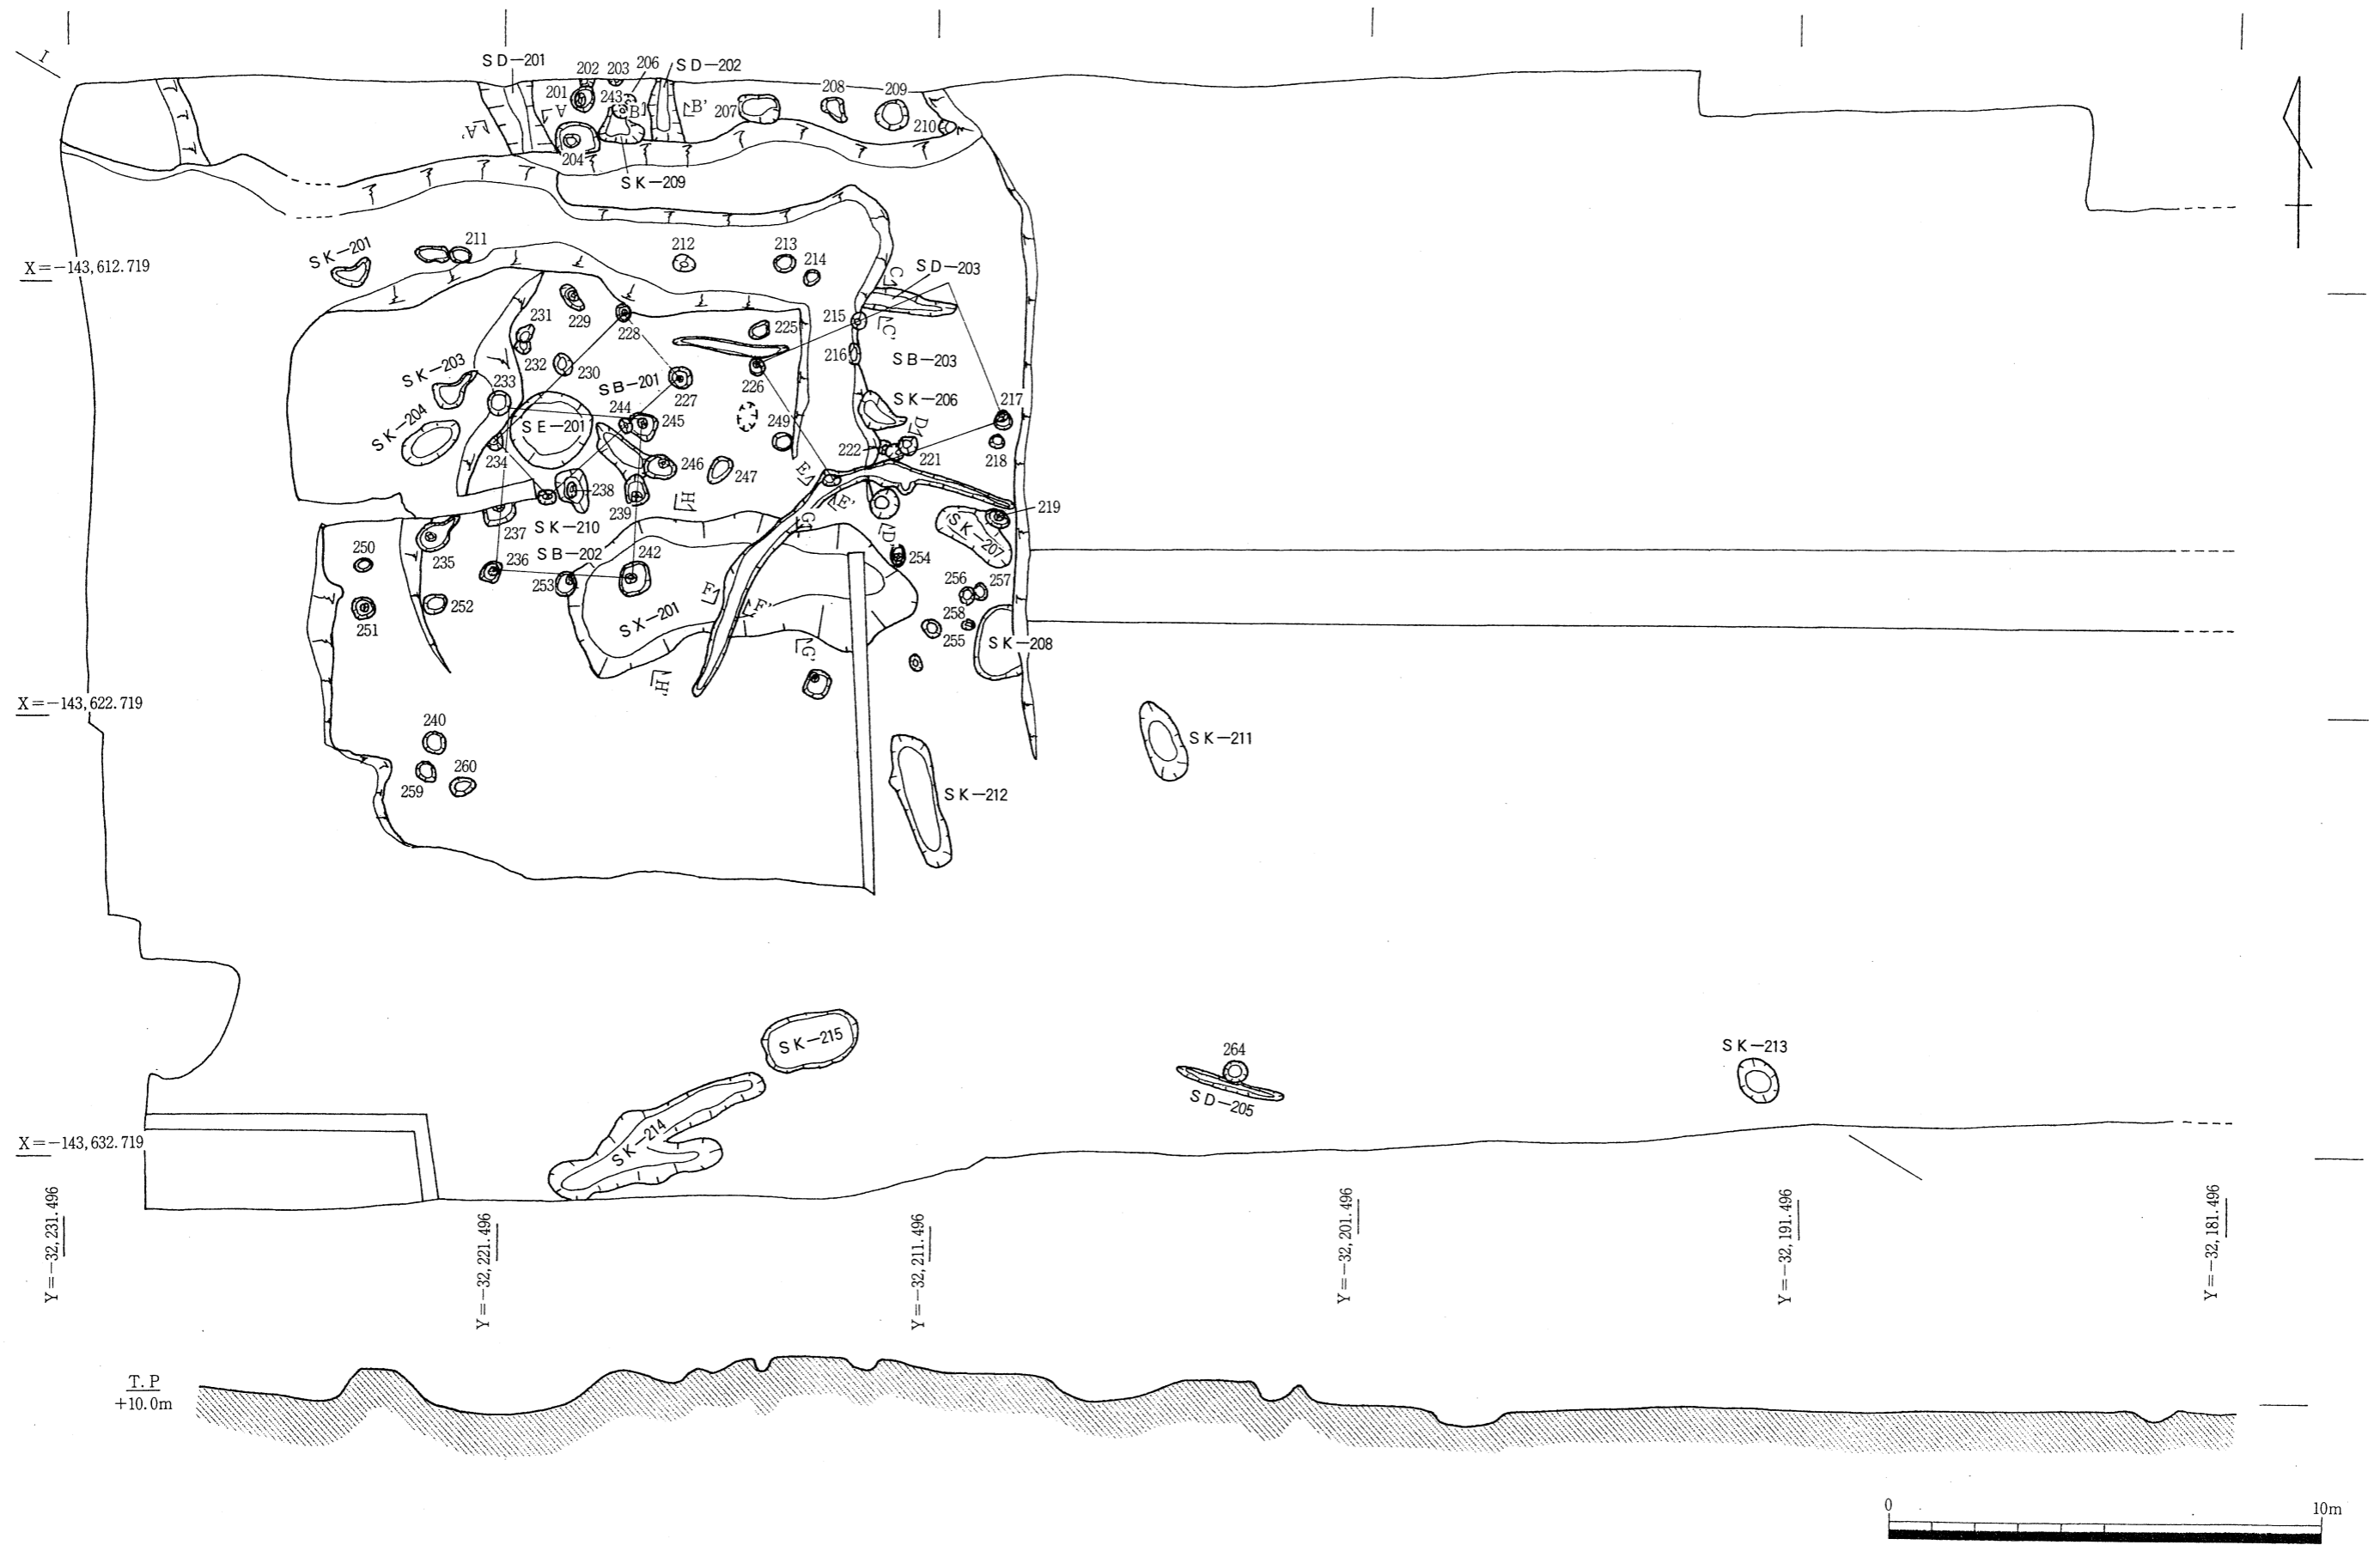 I
SD-201
202 203 206 SD-202
201 243 A B B' 207 208 209
A' 210
204
SK-209
SK-201 211 212 213 214 C SD-203
X=-143,612.719
231 229 228 225 215 C'
232 230 216 SB-203
SK-203 233 SB-201 227 226
SK-204 SE-201 244 245 249 SK-206 217
D
234 222 221 218
246 247 E
238 H E' 219
237 SK-210 239 G D' SK-207
250 235 236 SB-202 242 254
253 256 257
251 252 SX-201 F F' 258
255 SK-208
G'
H'
X=-143,622.719
240
259 260
SK-211
SK-212
SK-215
264 SK-213
SD-205
SK-214
X=-143,632.719
Y=-32,231.496
Y=-32,221.496
Y=-32,211.496
Y=-32,201.496
Y=-32,191.496
Y=-32,181.496
T.P
+10.0m
0 10m